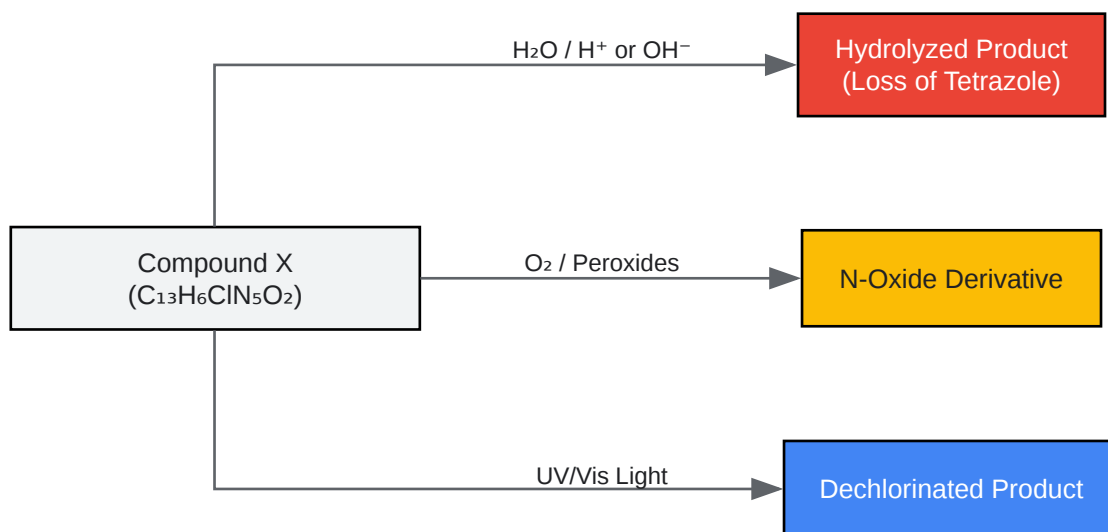 H₂O / H⁺ or OH⁻
Hydrolyzed Product
(Loss of Tetrazole)
Compound X
(C₁₃H₆ClN₅O₂)
O₂ / Peroxides
N-Oxide Derivative
UV/Vis Light
Dechlorinated Product